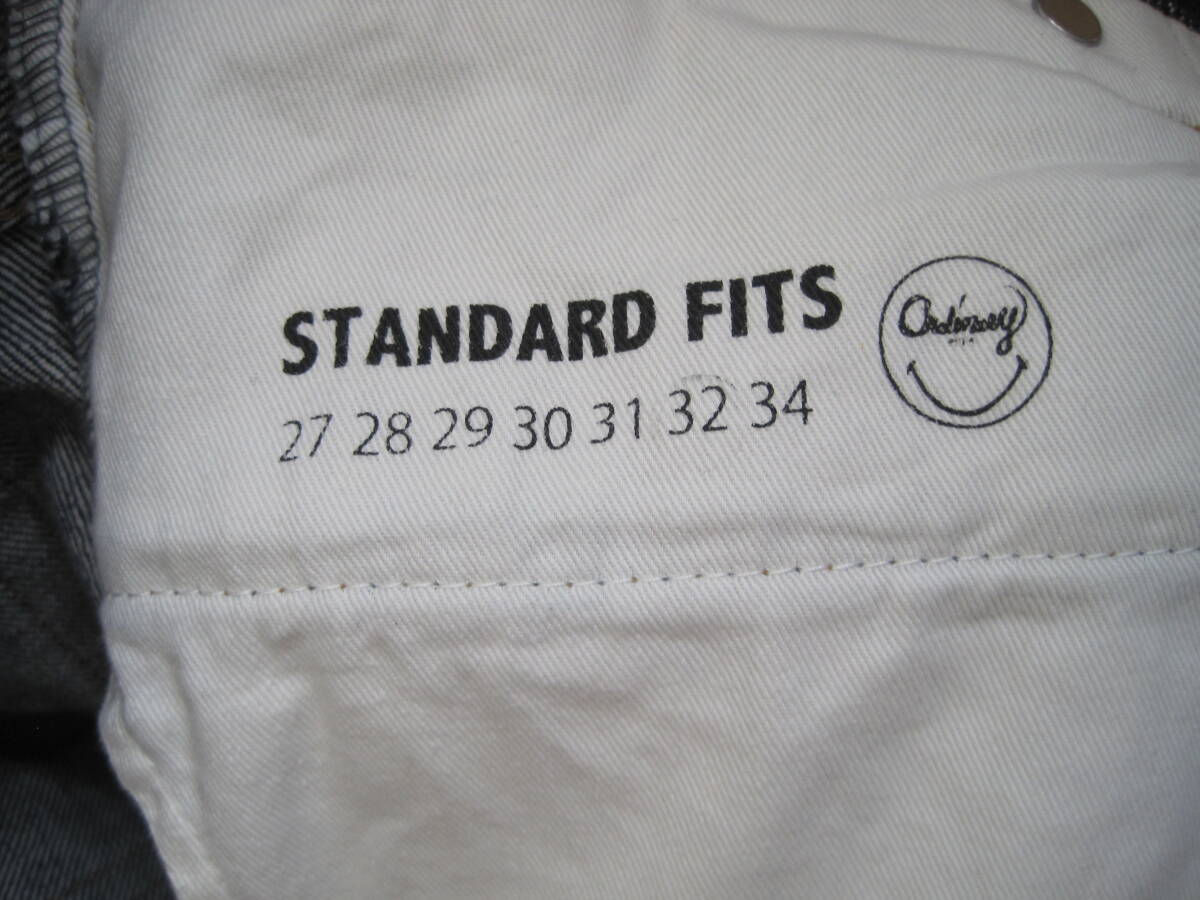 STANDARD FITS
27 28 29 30 31 32 34
Ordinary